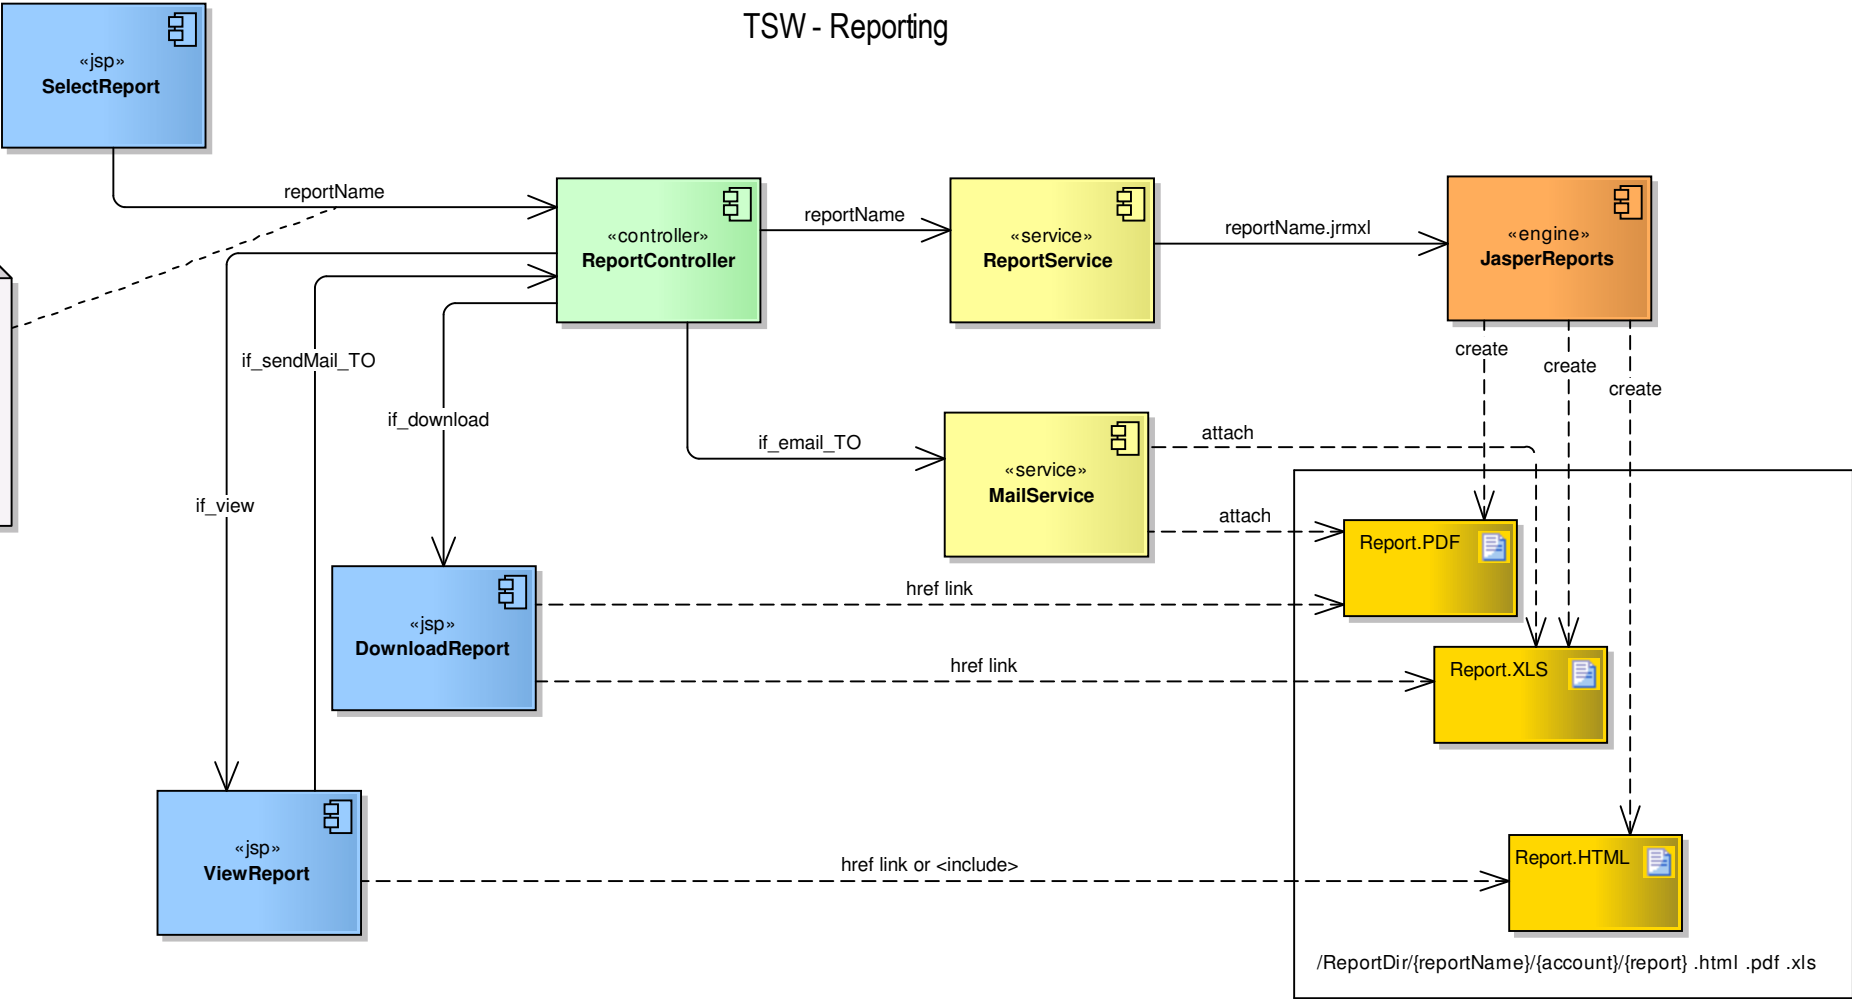 TSW - Reporting
«jsp»
SelectReport
reportName
«controller»
ReportController
reportName
«service»
ReportService
reportName.jrmxl
«engine»
JasperReports
create
create
create
if_sendMail_TO
if_download
if_email_TO
if_view
«service»
MailService
attach
attach
Report.PDF
«jsp»
DownloadReport
href link
href link
Report.XLS
«jsp»
ViewReport
href link or <include>
Report.HTML
/ReportDir/{reportName}/{account}/{report} .html .pdf .xls